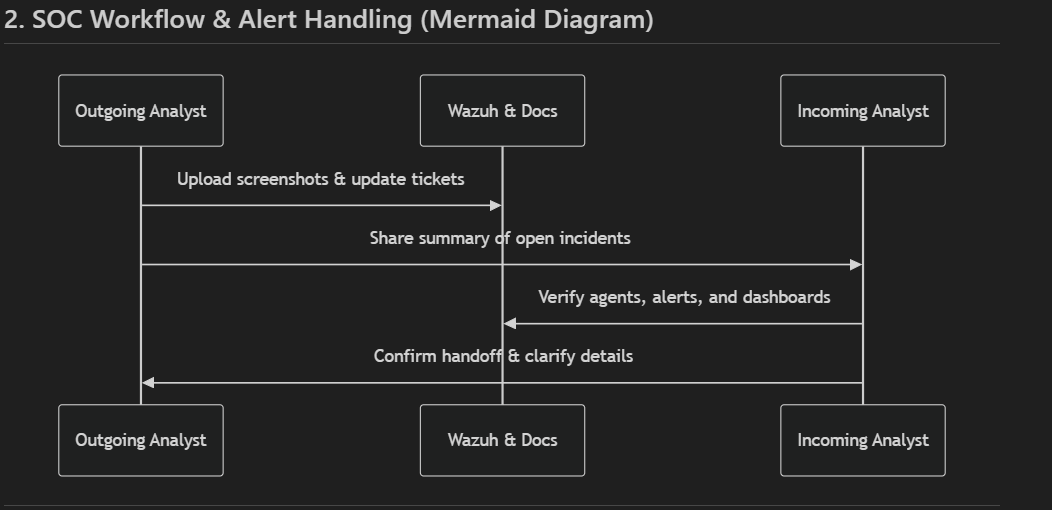 2. SOC Workflow & Alert Handling (Mermaid Diagram)
Outgoing Analyst
Wazuh & Docs
Incoming Analyst
Upload screenshots & update tickets
Share summary of open incidents
Verify agents, alerts, and dashboards
Confirm handoff & clarify details
Outgoing Analyst
Wazuh & Docs
Incoming Analyst